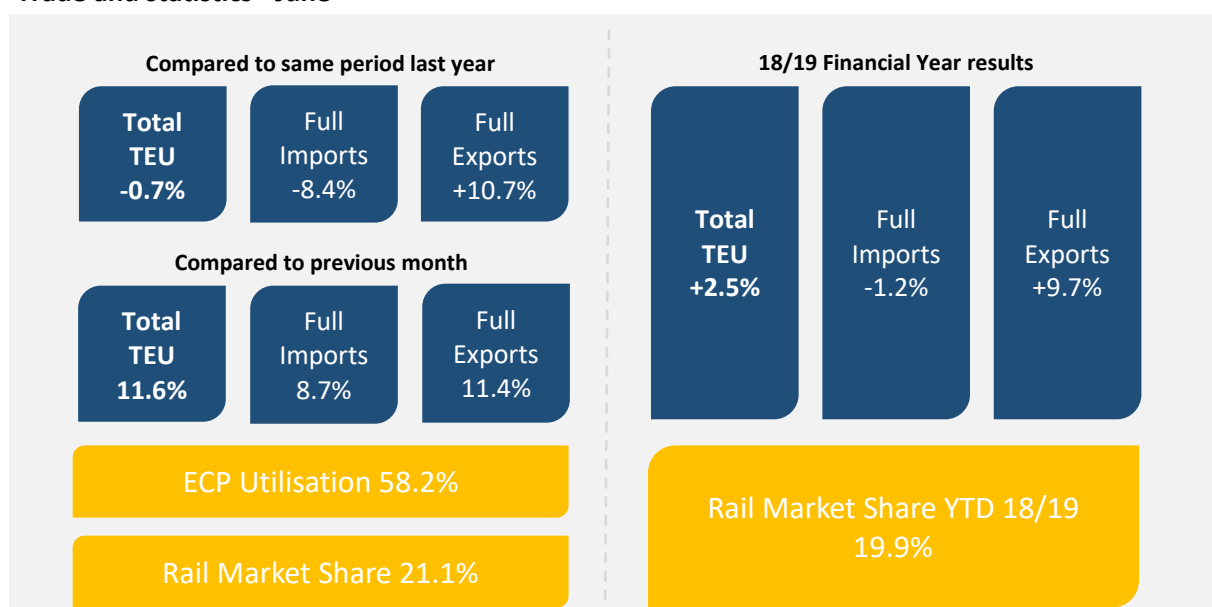 Compared to same period last year
Total
TEU
-0.7%
Full
Imports
-8.4%
Full
Exports
+10.7%
Compared to previous month
Total
TEU
11.6%
Full
Imports
8.7%
Full
Exports
11.4%
ECP Utilisation 58.2%
Rail Market Share 21.1%
18/19 Financial Year results
Total
TEU
+2.5%
Full
Imports
-1.2%
Full
Exports
+9.7%
Rail Market Share YTD 18/19
19.9%